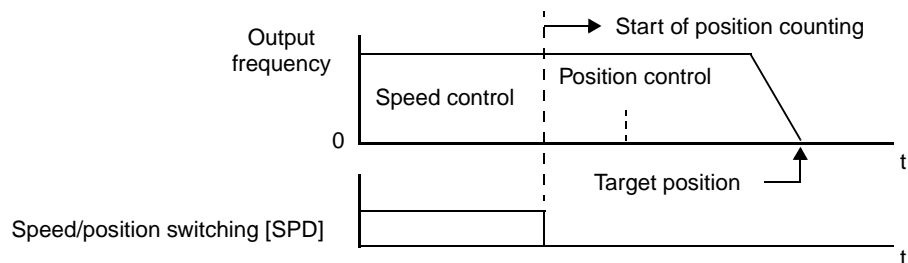 Start of position counting
Output
frequency
Position control
Speed control
0
t
Target position
Speed/position switching [SPD]
t